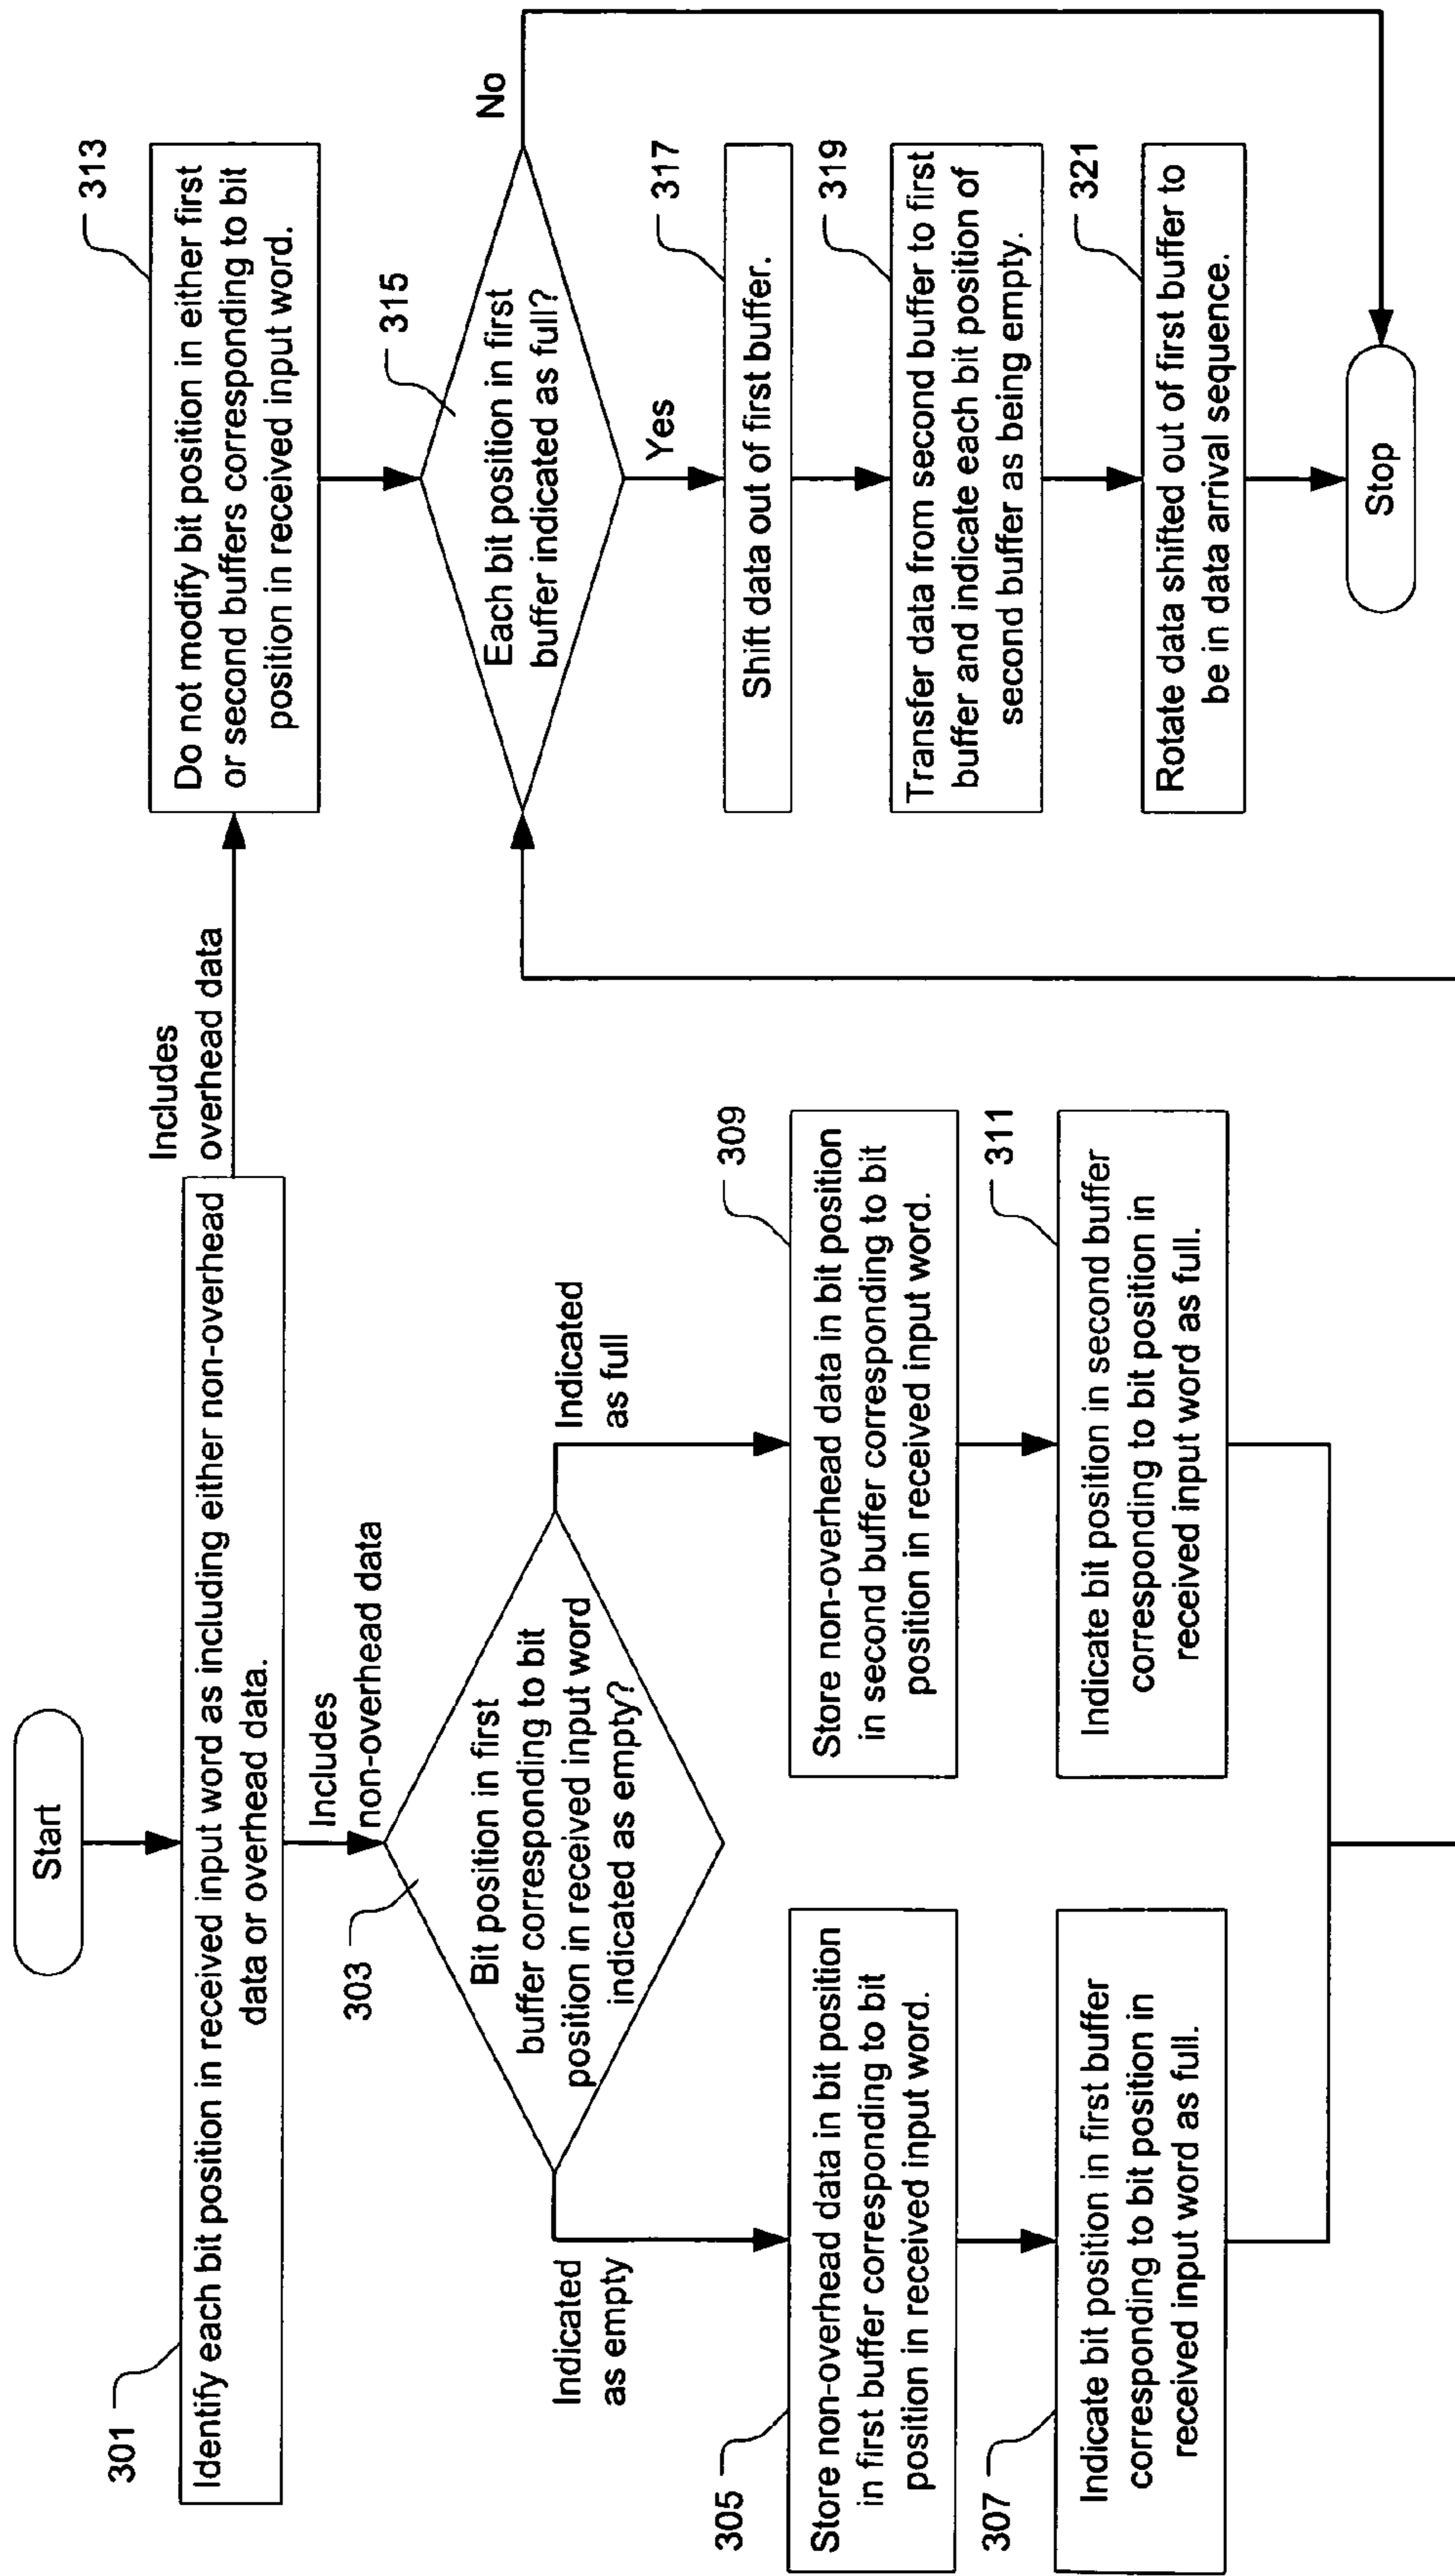 Start
301
Identify each bit position in received input word as including either non-overhead
data or overhead data.
Includes
overhead data
Includes
non-overhead data
303
Bit position in first
buffer corresponding to bit
position in received input word
indicated as empty?
Indicated
as empty
Indicated
as full
305
Store non-overhead data in bit position
in first buffer corresponding to bit
position in received input word.
307
Indicate bit position in first buffer
corresponding to bit position in
received input word as full.
309
Store non-overhead data in bit position
in second buffer corresponding to bit
position in received input word.
311
Indicate bit position in second buffer
corresponding to bit position in
received input word as full.
313
Do not modify bit position in either first
or second buffers corresponding to bit
position in received input word.
315
Each bit position in first
buffer indicated as full?
No
Yes
317
Shift data out of first buffer.
319
Transfer data from second buffer to first
buffer and indicate each bit position of
second buffer as being empty.
321
Rotate data shifted out of first buffer to
be in data arrival sequence.
Stop